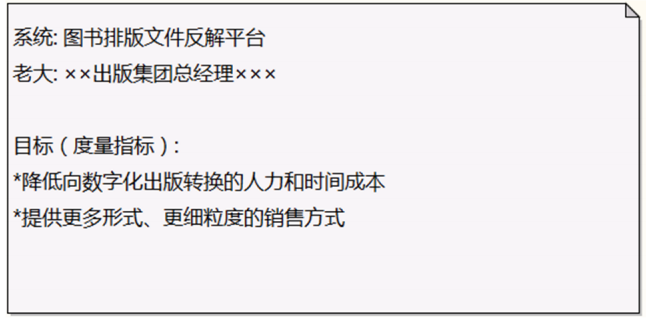 系统: 图书排版文件反解平台
老大: ××出版集团总经理×××
目标（度量指标）:
*降低向数字化出版转换的人力和时间成本
*提供更多形式、更细粒度的销售方式